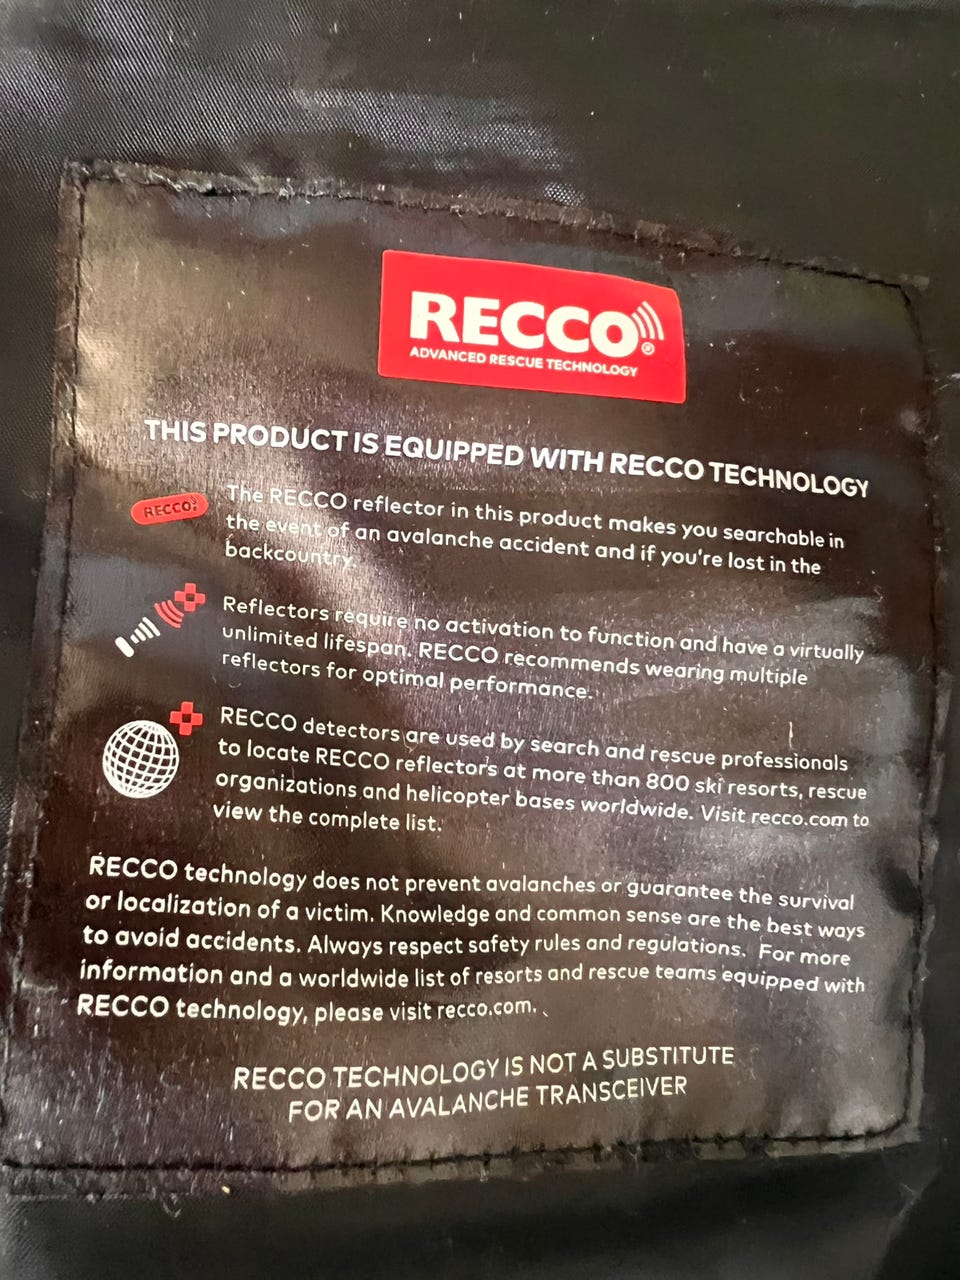 RECCO®
ADVANCED RESCUE TECHNOLOGY
THIS PRODUCT IS EQUIPPED WITH RECCO TECHNOLOGY
RECCO
The RECCO reflector in this product makes you searchable in
the event of an avalanche accident and if you're lost in the
backcountry.
Reflectors require no activation to function and have a virtually
unlimited lifespan. RECCO recommends wearing multiple
reflectors for optimal performance.
RECCO detectors are used by search and rescue professionals
to locate RECCO reflectors at more than 800 ski resorts, rescue
organizations and helicopter bases worldwide. Visit recco.com to
view the complete list.
RECCO technology does not prevent avalanches or guarantee the survival
or localization of a victim. Knowledge and common sense are the best ways
to avoid accidents. Always respect safety rules and regulations. For more
information and a worldwide list of resorts and rescue teams equipped with
RECCO technology, please visit recco.com.
RECCO TECHNOLOGY IS NOT A SUBSTITUTE
FOR AN AVALANCHE TRANSCEIVER